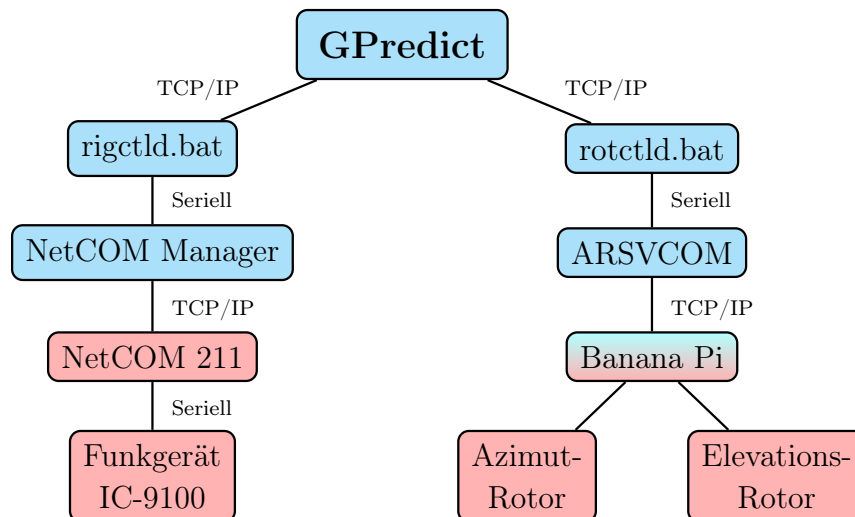 GPredict
TCP/IP
TCP/IP
rigctld.bat
rotctld.bat
Seriell
Seriell
NetCOM Manager
ARSVCOM
TCP/IP
TCP/IP
NetCOM 211
Banana Pi
Seriell
Funkgerät
IC-9100
Azimut-
Rotor
Elevations-
Rotor